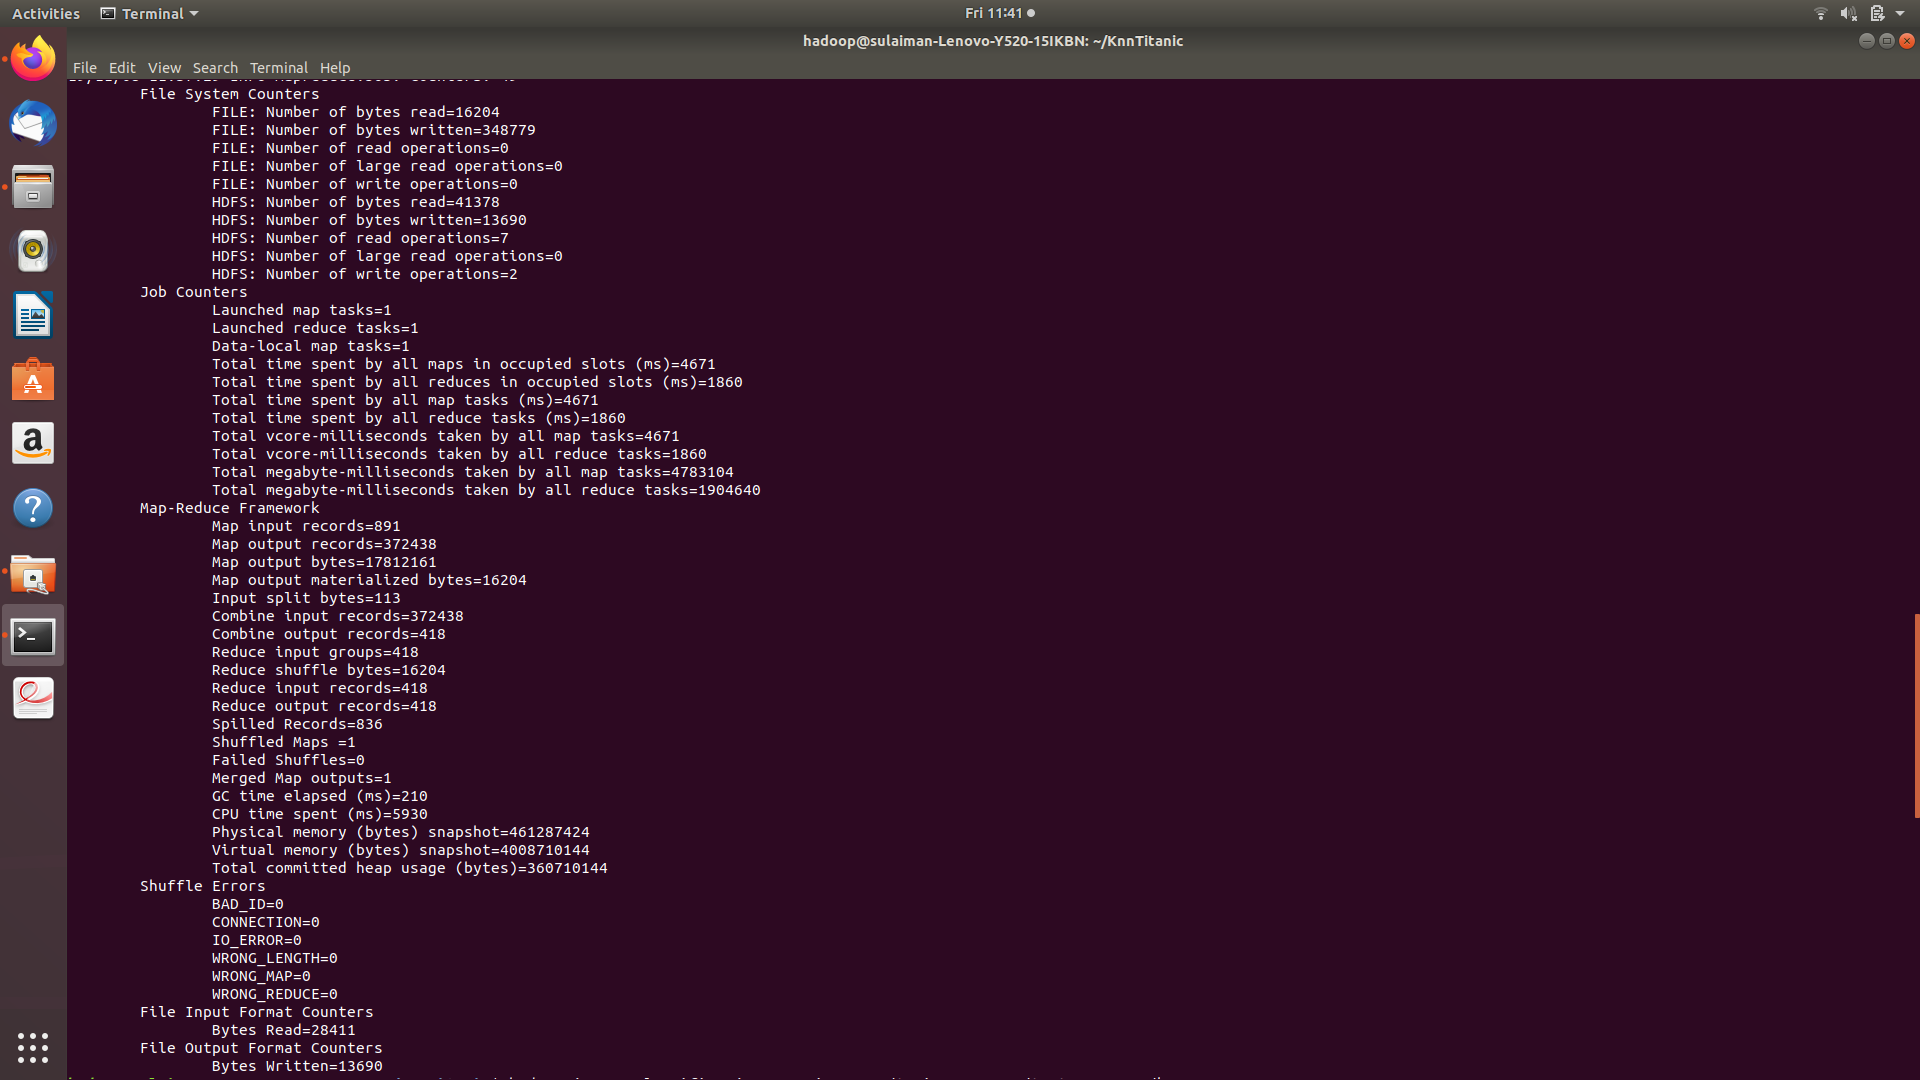 Activities
Terminal
Fri 11:41
hadoop@sulaiman-Lenovo-Y520-15IKBN: ~/KnnTitanic
File Edit View Search Terminal Help
File System Counters
FILE: Number of bytes read=16204
FILE: Number of bytes written=348779
FILE: Number of read operations=0
FILE: Number of large read operations=0
FILE: Number of write operations=0
HDFS: Number of bytes read=41378
HDFS: Number of bytes written=13690
HDFS: Number of read operations=7
HDFS: Number of large read operations=0
HDFS: Number of write operations=2
Job Counters
Launched map tasks=1
Launched reduce tasks=1
Data-local map tasks=1
Total time spent by all maps in occupied slots (ms)=4671
Total time spent by all reduces in occupied slots (ms)=1860
Total time spent by all map tasks (ms)=4671
Total time spent by all reduce tasks (ms)=1860
Total vcore-milliseconds taken by all map tasks=4671
Total vcore-milliseconds taken by all reduce tasks=1860
Total megabyte-milliseconds taken by all map tasks=4783104
Total megabyte-milliseconds taken by all reduce tasks=1904640
Map-Reduce Framework
Map input records=891
Map output records=372438
Map output bytes=17812161
Map output materialized bytes=16204
Input split bytes=113
Combine input records=372438
Combine output records=418
Reduce input groups=418
Reduce shuffle bytes=16204
Reduce input records=418
Reduce output records=418
Spilled Records=836
Shuffled Maps =1
Failed Shuffles=0
Merged Map outputs=1
GC time elapsed (ms)=210
CPU time spent (ms)=5930
Physical memory (bytes) snapshot=461287424
Virtual memory (bytes) snapshot=4008710144
Total committed heap usage (bytes)=360710144
Shuffle Errors
BAD_ID=0
CONNECTION=0
IO_ERROR=0
WRONG_LENGTH=0
WRONG_MAP=0
WRONG_REDUCE=0
File Input Format Counters
Bytes Read=28411
File Output Format Counters
Bytes Written=13690